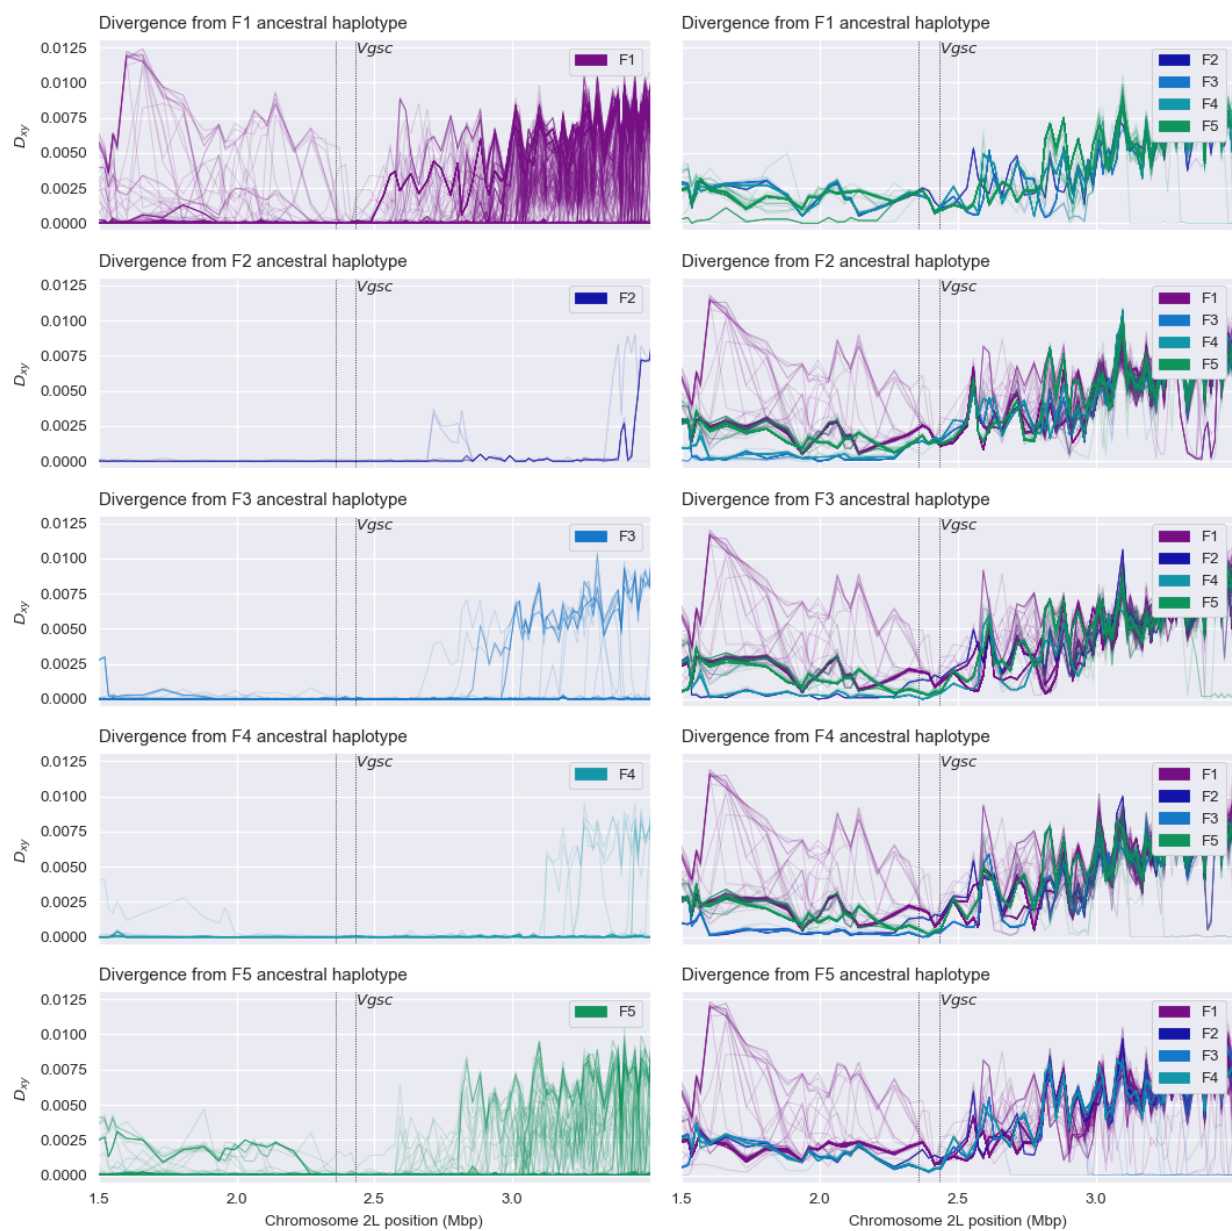 Divergence from F1 ancestral haplotype
Divergence from F1 ancestral haplotype
Vgsc
F1
Vgsc
F2
F3
F4
F5
0.0125
0.0100
0.0075
0.0050
0.0025
0.0000
Dxy
Divergence from F2 ancestral haplotype
Divergence from F2 ancestral haplotype
Vgsc
F2
Vgsc
F1
F3
F4
F5
0.0125
0.0100
0.0075
0.0050
0.0025
0.0000
Dxy
Divergence from F3 ancestral haplotype
Divergence from F3 ancestral haplotype
Vgsc
F3
Vgsc
F1
F2
F4
F5
0.0125
0.0100
0.0075
0.0050
0.0025
0.0000
Dxy
Divergence from F4 ancestral haplotype
Divergence from F4 ancestral haplotype
Vgsc
F4
Vgsc
F1
F2
F3
F5
0.0125
0.0100
0.0075
0.0050
0.0025
0.0000
Dxy
Divergence from F5 ancestral haplotype
Divergence from F5 ancestral haplotype
Vgsc
F5
Vgsc
F1
F2
F3
F4
0.0125
0.0100
0.0075
0.0050
0.0025
0.0000
Dxy
1.5 2.0 2.5 3.0
1.5 2.0 2.5 3.0
Chromosome 2L position (Mbp)
Chromosome 2L position (Mbp)